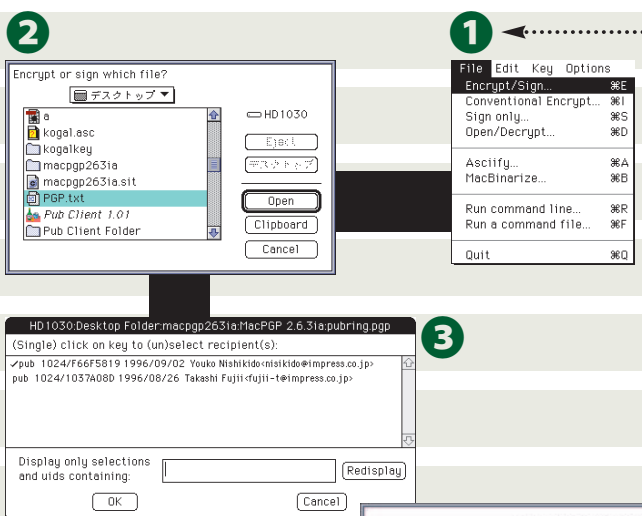 2
Encrypt or sign which file?
デスクトップ
a
kogal.asc
kogalkey
macpgp263ia
macpgp263ia.sit
PGP.txt
Pub Client 1.01
Pub Client Folder
HD1030
Eject
デスクトップ
Open
Clipboard
Cancel
1
File Edit Key Options
Encrypt/Sign... ⌘E
Conventional Encrypt... ⌘I
Sign only... ⌘S
Open/Decrypt... ⌘D
Asciify... ⌘A
MacBinarize... ⌘B
Run command line... ⌘R
Run a command file... ⌘F
Quit ⌘Q
3
HD1030:Desktop Folder:macpgp263ia:MacPGP 2.6.3ia:pubring.pgp
(Single) click on key to (un)select recipient(s):
✓pub 1024/F66F5819 1996/09/02 Youko Nishikido<nisikido@impress.co.jp>
pub 1024/1037A08D 1996/08/26 Takashi Fujii<fujii-t@impress.co.jp>
Display only selections
and uids containing:
Redisplay
OK
Cancel